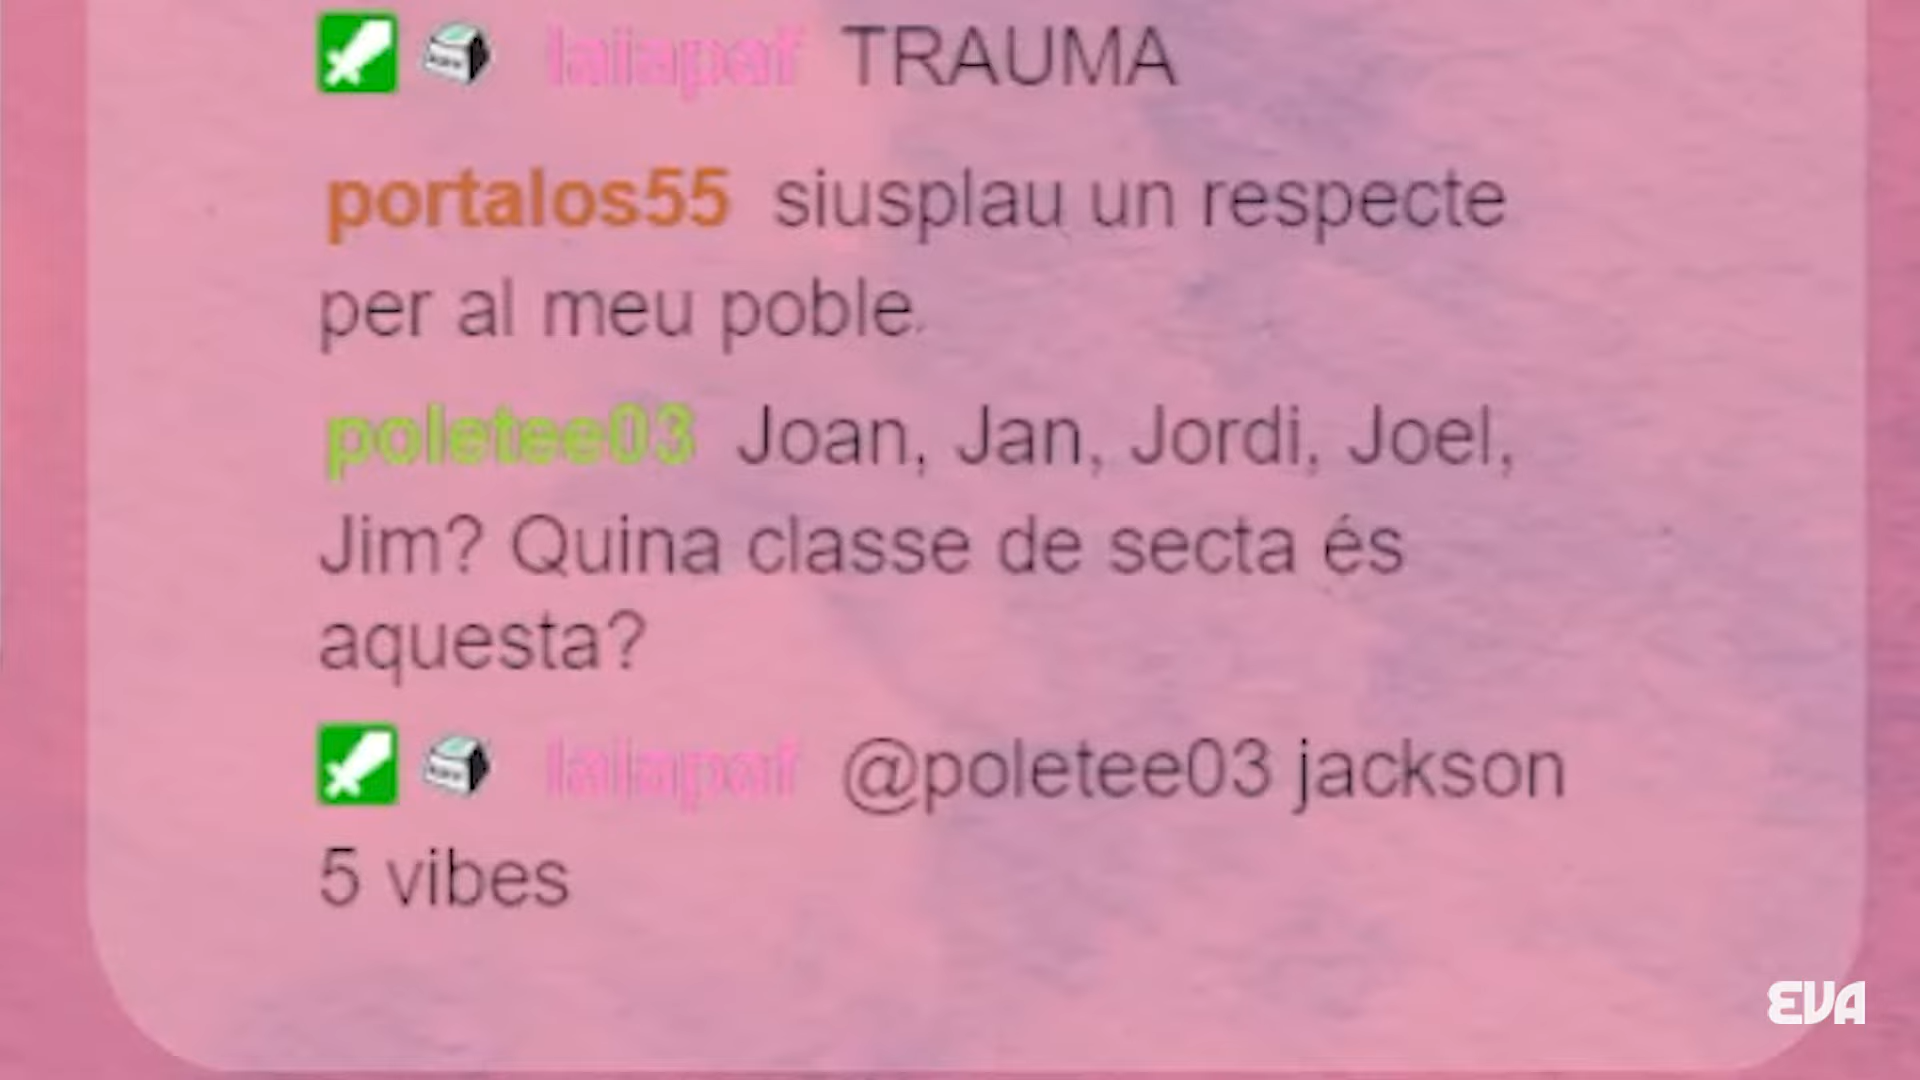 laiapaf TRAUMA
portalos55 siusplau un respecte
per al meu poble.
poletee03 Joan, Jan, Jordi, Joel,
Jim? Quina classe de secta és
aquesta?
laiapaf @poletee03 jackson
5 vibes
EVA